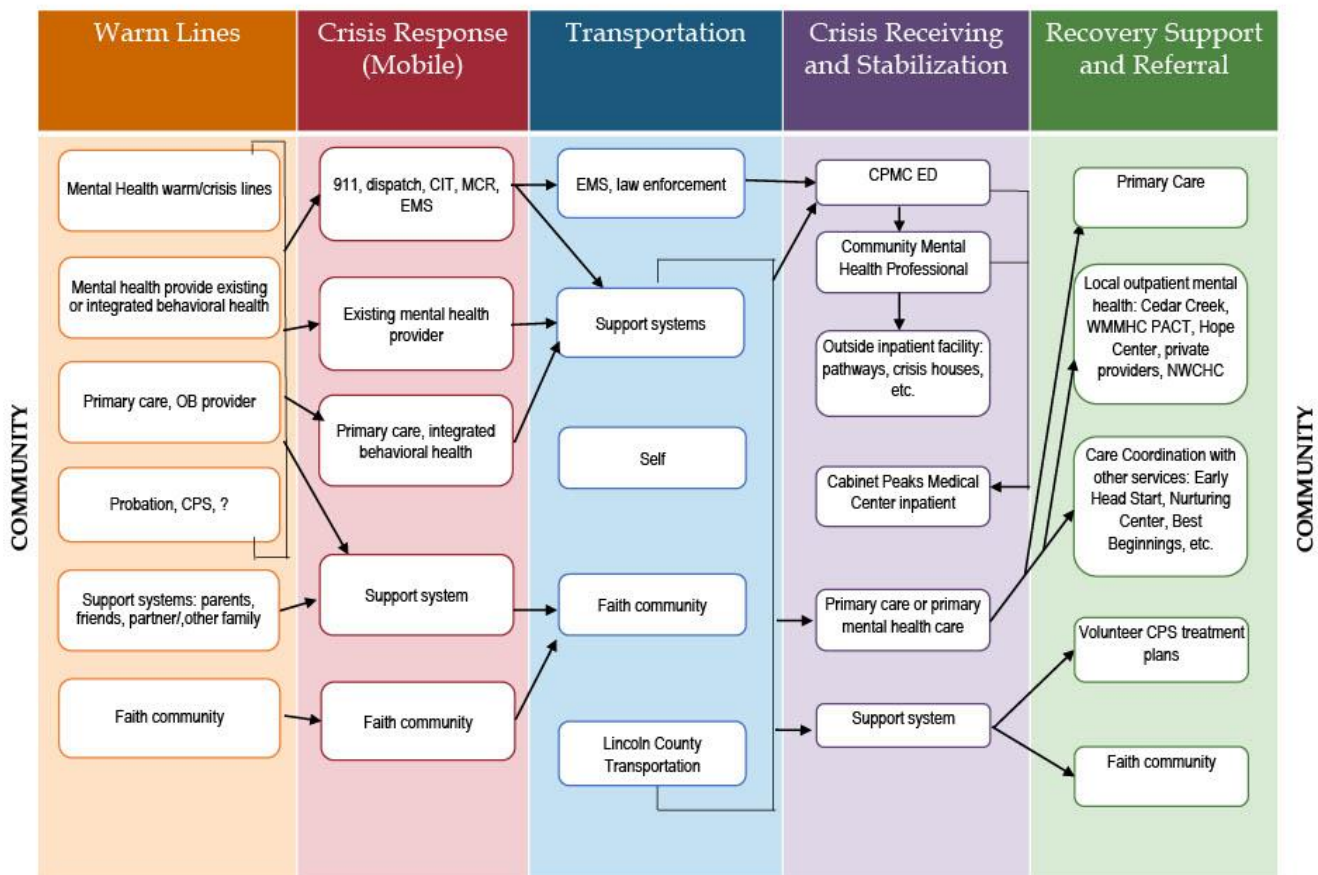 Warm Lines
Crisis Response
(Mobile)
Transportation
Crisis Receiving
and Stabilization
Recovery Support
and Referral
COMMUNITY
Mental Health warm/crisis lines
Mental health provide existing
or integrated behavioral health
Primary care, OB provider
Probation, CPS, ?
Support systems: parents,
friends, partner/,other family
Faith community
911, dispatch, CIT, MCR,
EMS
Existing mental health
provider
Primary care, integrated
behavioral health
Support system
Faith community
EMS, law enforcement
Support systems
Self
Faith community
Lincoln County
Transportation
CPMC ED
Community Mental
Health Professional
Outside inpatient facility:
pathways, crisis houses,
etc.
Cabinet Peaks Medical
Center inpatient
Primary care or primary
mental health care
Support system
Primary Care
Local outpatient mental
health: Cedar Creek,
WMMHC PACT, Hope
Center, private
providers, NWCHC
Care Coordination with
other services: Early
Head Start, Nurturing
Center, Best
Beginnings, etc.
Volunteer CPS treatment
plans
Faith community
COMMUNITY